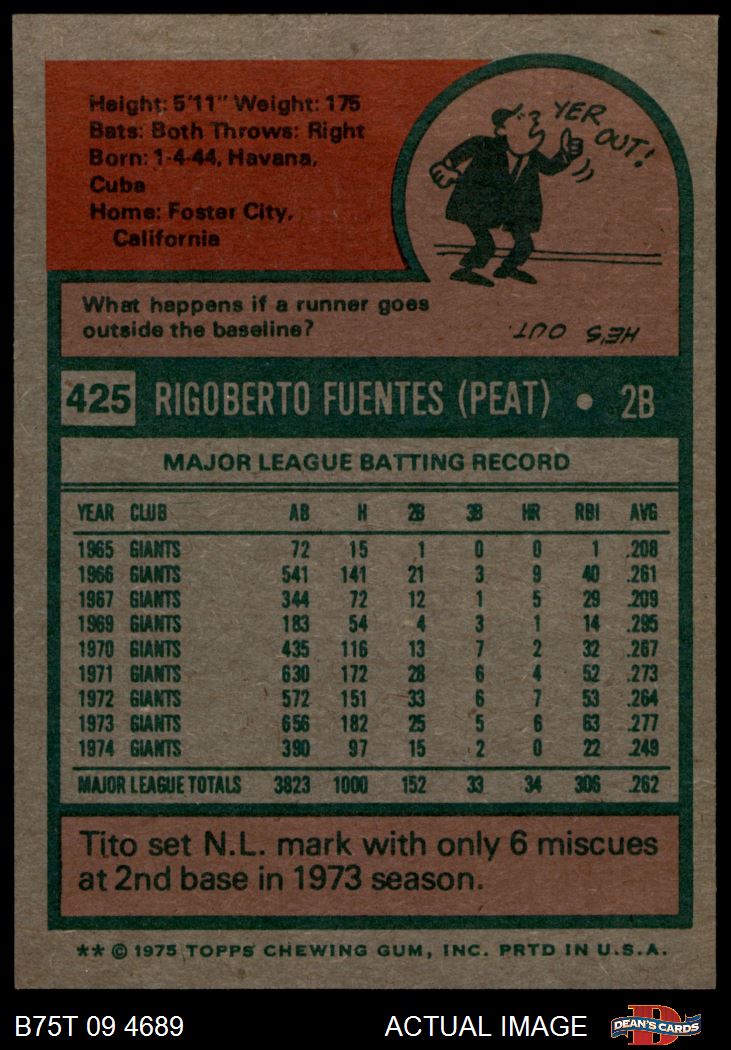 Height: 5'11" Weight: 175
Bats: Both Throws: Right
Born: 1-4-44, Havana,
Cuba
Home: Foster City,
California
YER
OUT!
What happens if a runner goes
outside the baseline?
HE'S OUT.
425 RIGOBERTO FUENTES (PEAT) • 2B
MAJOR LEAGUE BATTING RECORD
YEAR CLUB AB H 2B 3B HR RBI AVG
1965 GIANTS 72 15 1 0 0 1 .208
1966 GIANTS 541 141 21 3 9 40 .261
1967 GIANTS 344 72 12 1 5 29 .209
1969 GIANTS 183 54 4 3 1 14 .295
1970 GIANTS 435 116 13 7 2 32 .267
1971 GIANTS 630 172 28 6 4 52 .273
1972 GIANTS 572 151 33 6 7 53 .264
1973 GIANTS 656 182 25 5 6 63 .277
1974 GIANTS 390 97 15 2 0 22 .249
MAJOR LEAGUE TOTALS 3823 1000 152 33 34 306 .262
Tito set N.L. mark with only 6 miscues
at 2nd base in 1973 season.
** © 1975 TOPPS CHEWING GUM, INC. PRTD IN U.S.A.
B75T 09 4689 ACTUAL IMAGE DEAN'S CARDS